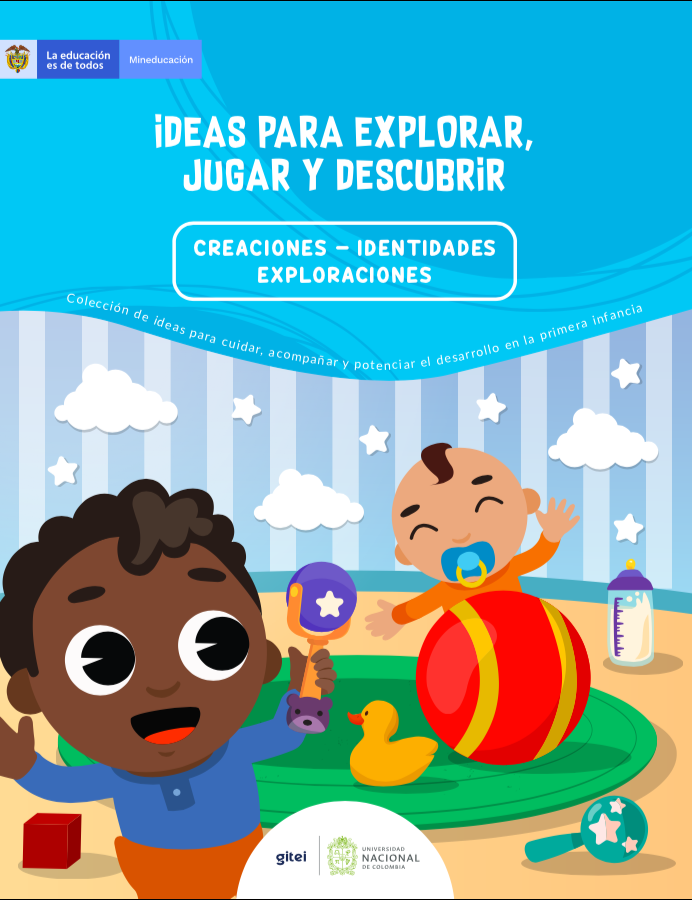 La educación
es de todos
Mineducación
iDEAS PARA EXPLORAR,
JUGAR Y DESCUBRiR
CREACIONES – IDENTIDADES
EXPLORACIONES
Colección de ideas para cuidar, acompañar y potenciar el desarrollo en la primera infancia
gitei
UNIVERSIDAD
NACIONAL
DE COLOMBIA